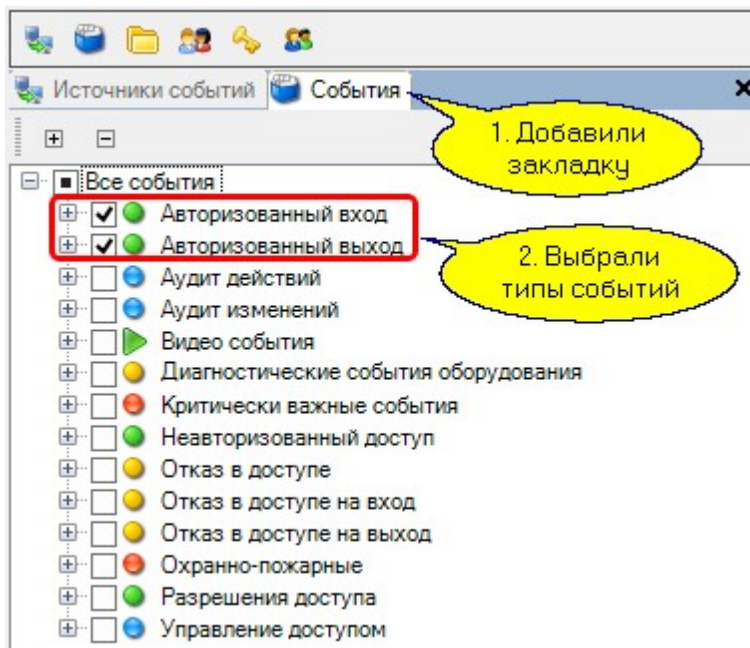 Источники событий События
1. Добавили
закладку
Все события
Авторизованный вход
Авторизованный выход
2. Выбрали
типы событий
Аудит действий
Аудит изменений
Видео события
Диагностические события оборудования
Критически важные события
Неавторизованный доступ
Отказ в доступе
Отказ в доступе на вход
Отказ в доступе на выход
Охранно-пожарные
Разрешения доступа
Управление доступом